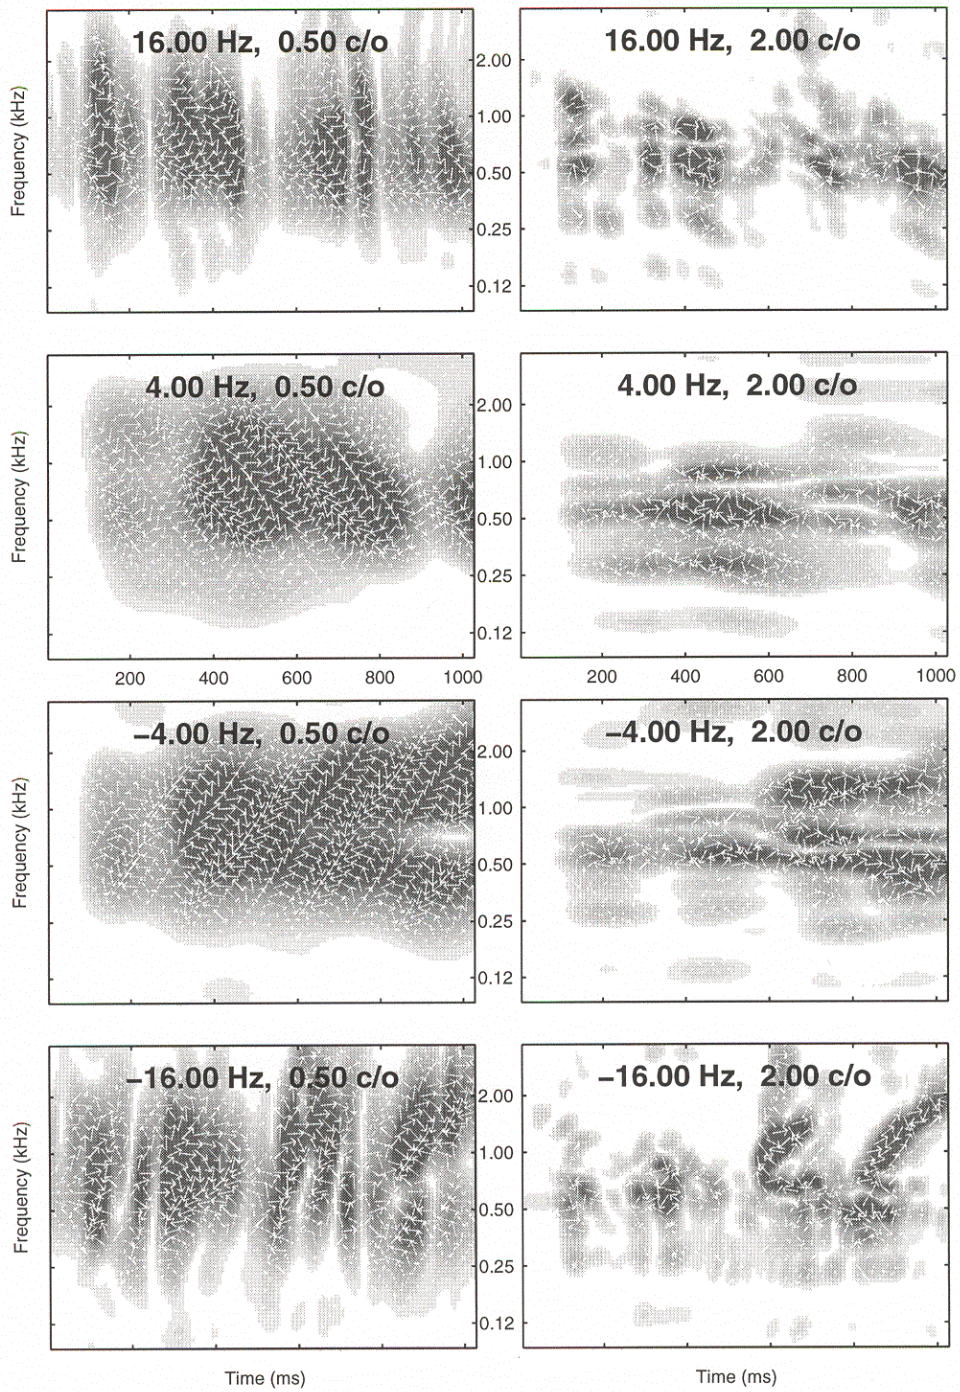 16.00 Hz, 0.50 c/o
16.00 Hz, 2.00 c/o
Frequency (kHz)
2.00
1.00
0.50
0.25
0.12
4.00 Hz, 0.50 c/o
4.00 Hz, 2.00 c/o
Frequency (kHz)
2.00
1.00
0.50
0.25
0.12
200 400 600 800 1000
200 400 600 800 1000
−4.00 Hz, 0.50 c/o
−4.00 Hz, 2.00 c/o
Frequency (kHz)
2.00
1.00
0.50
0.25
0.12
−16.00 Hz, 0.50 c/o
−16.00 Hz, 2.00 c/o
Frequency (kHz)
2.00
1.00
0.50
0.25
0.12
Time (ms)
Time (ms)